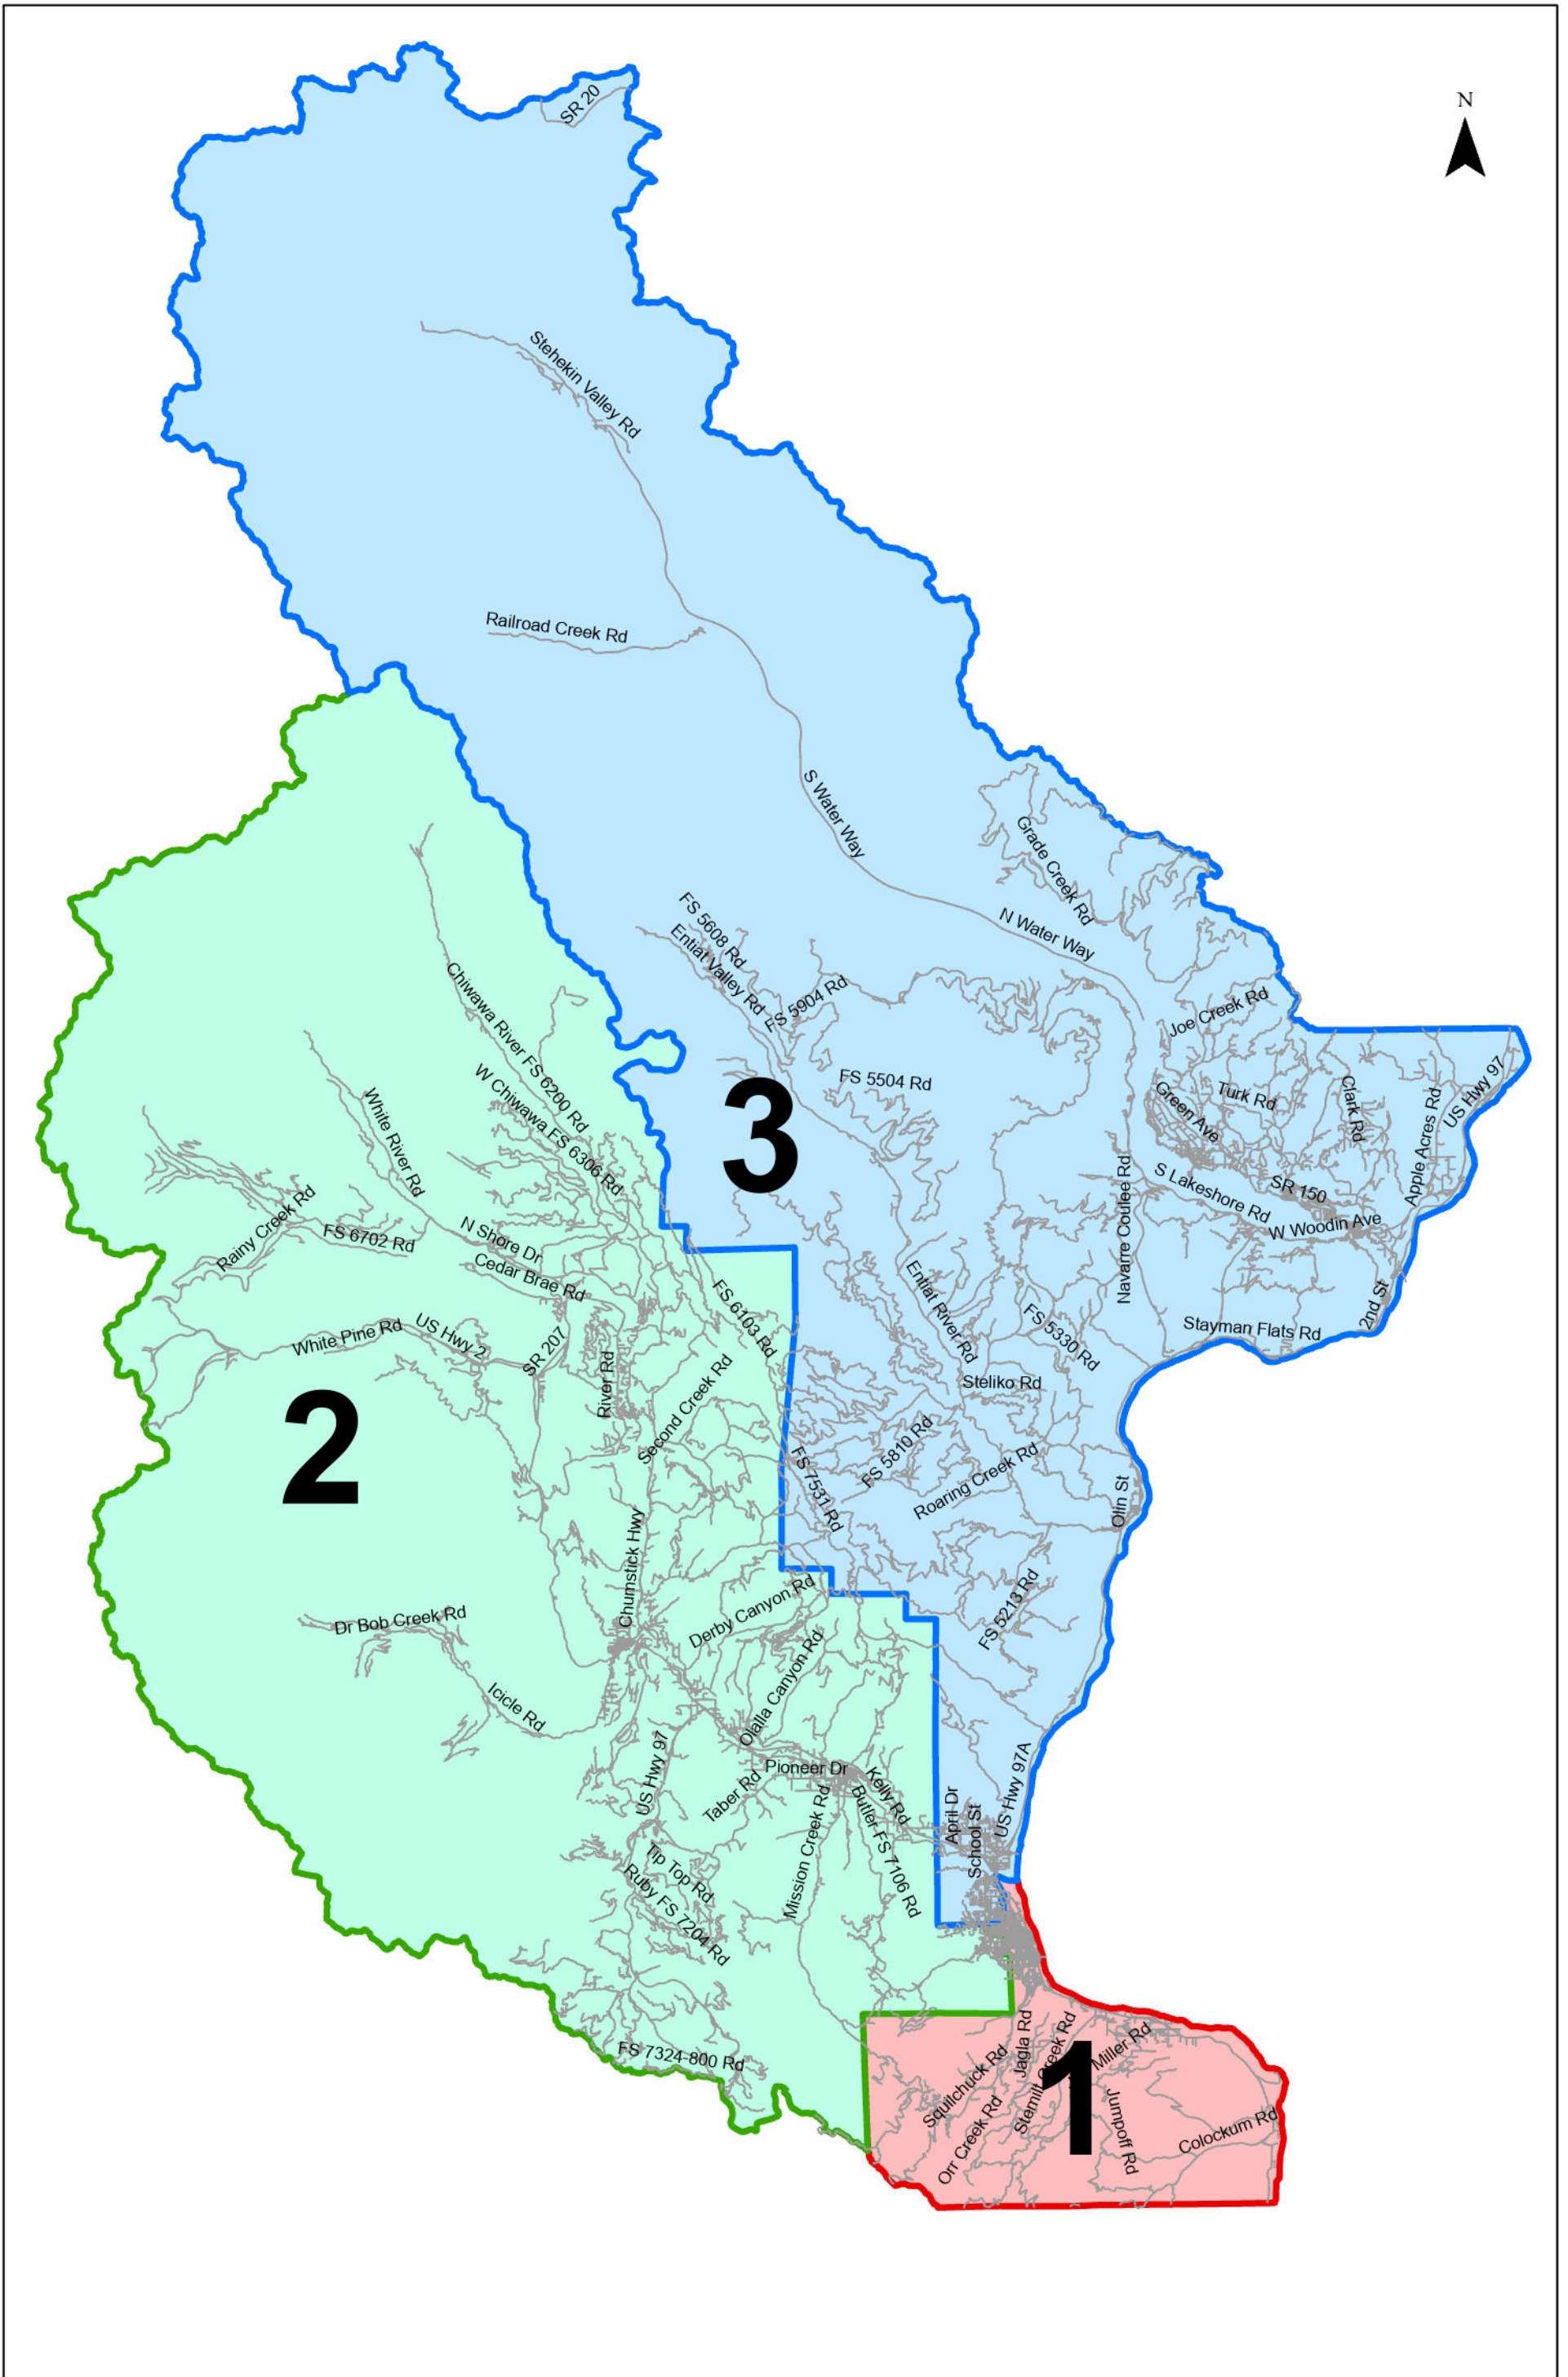 N
SR 20
Stehekin Valley Rd
Railroad Creek Rd
S Water Way
Grade Creek Rd
N Water Way
FS 5608 Rd
Entiat Valley Rd
FS 5904 Rd
Joe Creek Rd
Chiwawa River FS 6200 Rd
W Chiwawa FS 6306 Rd
White River Rd
FS 5504 Rd
3
Green Ave
Turk Rd
Clark Rd
Apple Acres Rd
US Hwy 97
Rainy Creek Rd
FS 6702 Rd
N Shore Dr
Cedar Brae Rd
Navarre Coulee Rd
S Lakeshore Rd
SR 150
W Woodin Ave
2nd St
Stayman Flats Rd
FS 6103 Rd
Entiat River Rd
FS 5330 Rd
Steliko Rd
White Pine Rd
US Hwy 2
SR 207
River Rd
Second Creek Rd
2
FS 7531 Rd
FS 5810 Rd
Roaring Creek Rd
Olin St
Chumstick Hwy
Derby Canyon Rd
FS 5213 Rd
Dr Bob Creek Rd
Icicle Rd
Olalla Canyon Rd
US Hwy 97
Pioneer Dr
Taber Rd
Kelly Rd
Butler-FS 7106 Rd
Mission Creek Rd
April Dr
School St
US Hwy 97A
Tip Top Rd
Ruby FS 7204 Rd
FS 7324-800 Rd
Squilchuck Rd
Jagla Rd
Stemilt Creek Rd
Miller Rd
1
Orr Creek Rd
Jumpoff Rd
Colockum Rd